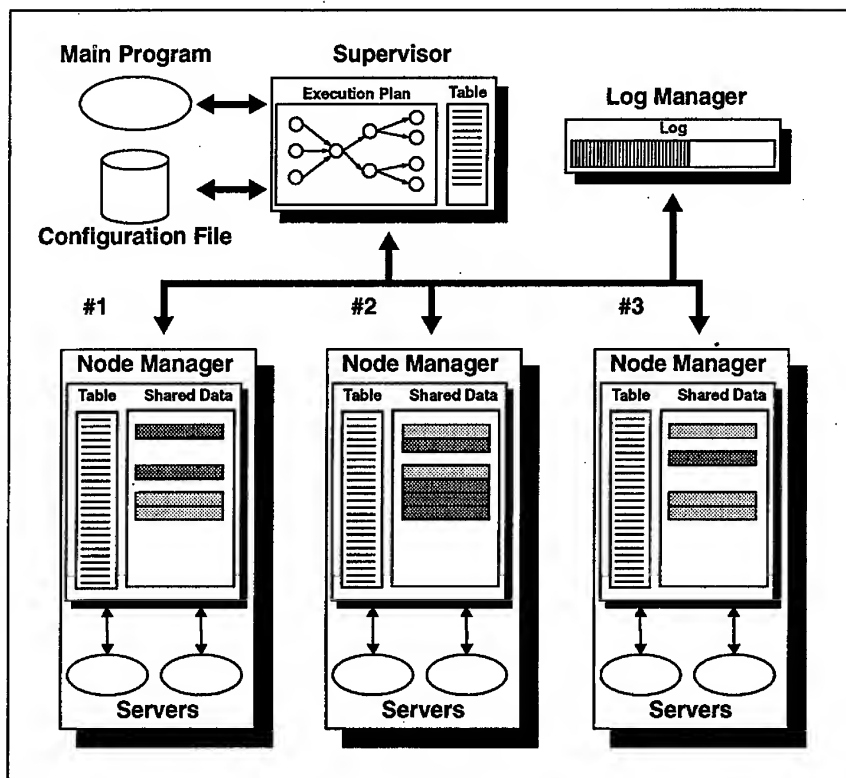 Main Program
Supervisor
Execution Plan
Table
Log Manager
Log
Configuration File
#1
#2
#3
Node Manager
Table
Shared Data
Servers
Node Manager
Table
Shared Data
Servers
Node Manager
Table
Shared Data
Servers